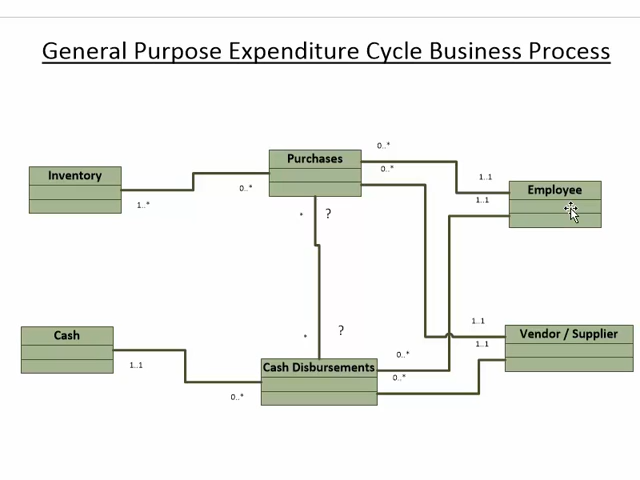 General Purpose Expenditure Cycle Business Process
0..*
Purchases
0..*
Inventory
1..1
Employee
0..*
1..1
1..*
*
?
1..1
Cash
*
?
Vendor / Supplier
1..1
0..*
1..1
Cash Disbursements
0..*
0..*